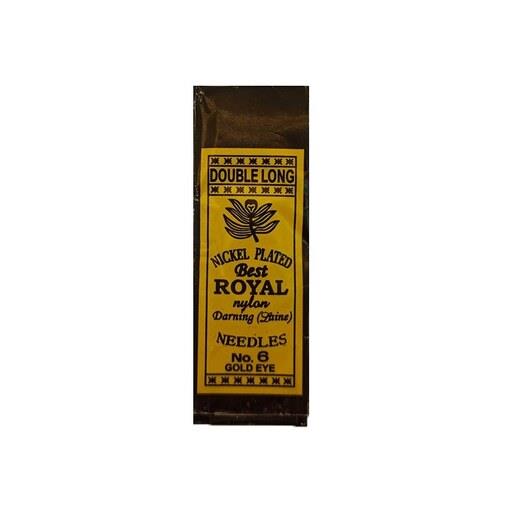 DOUBLE LONG
NICKEL PLATED
Best
ROYAL
nylon
Darning (Laine)
NEEDLES
No. 6
GOLD EYE